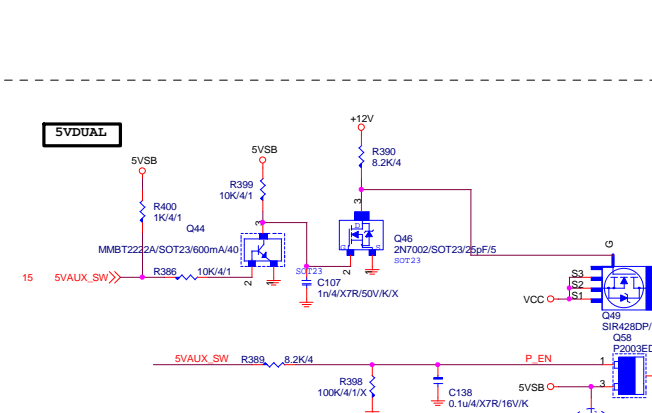 +12V
5VDUAL
5VSB
5VSB
R390
8.2K/4
R399
10K/4/1
R400
1K/4/1
Q44
3
3
D
G
S
Q46
2N7002/SOT23/25pF/5
SOT23
MMBT2222A/SOT23/600mA/40
G
15
5VAUX_SW
R386
10K/4/1
2
1
SOT23
2
1
C107
1n/4/X7R/50V/K/X
S3
S2
S1
VCC
Q49
SIR428DP/
Q58
P2003ED
5VAUX_SW
R389
8.2K/4
P_EN
1
R398
100K/4/1/X
C138
0.1u/4/X7R/16V/K
5VSB
3